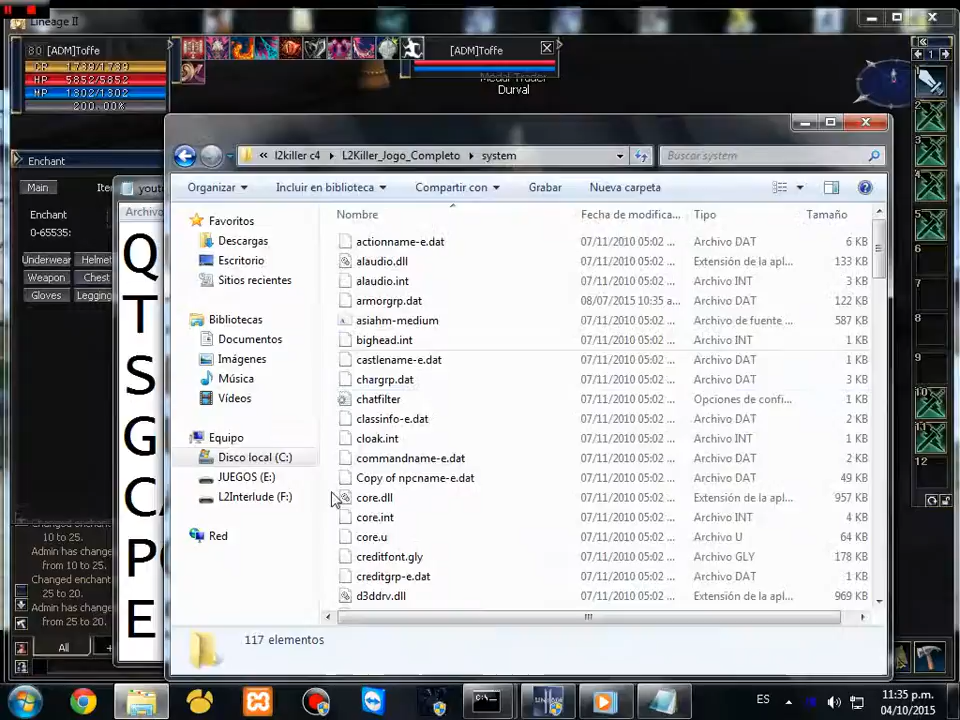 Lineage II
80 [ADM]Toffe
CP 1739/1739
HP 5852/5852
MP 1302/1302
200.00%
[ADM]Toffe
Medal Trader
Durval
1
Enchant
Main
Enchant
0-65535:
Underwear
Helmet
Weapon
Chest
Gloves
Legging
Archivo
Q
T
S
G
E
« l2killer c4 ▸ L2Killer_Jogo_Completo ▸ system
Buscar system
Organizar
Incluir en biblioteca
Compartir con
Grabar
Nueva carpeta
Favoritos
Descargas
Escritorio
Sitios recientes
Bibliotecas
Documentos
Imágenes
Música
Vídeos
Equipo
Disco local (C:)
JUEGOS (E:)
L2Interlude (F:)
Red
Nombre Fecha de modifica... Tipo Tamaño
actionname-e.dat 07/11/2010 05:02 ... Archivo DAT 6 KB
alaudio.dll 07/11/2010 05:02 ... Extensión de la apl... 133 KB
alaudio.int 07/11/2010 05:02 ... Archivo INT 3 KB
armorgrp.dat 08/07/2015 10:35 a... Archivo DAT 122 KB
asiahm-medium 07/11/2010 05:02 ... Archivo de fuente ... 587 KB
bighead.int 07/11/2010 05:02 ... Archivo INT 1 KB
castlename-e.dat 07/11/2010 05:02 ... Archivo DAT 1 KB
chargrp.dat 07/11/2010 05:02 ... Archivo DAT 3 KB
chatfilter 07/11/2010 05:02 ... Opciones de confi... 1 KB
classinfo-e.dat 07/11/2010 05:02 ... Archivo DAT 2 KB
cloak.int 07/11/2010 05:02 ... Archivo INT 1 KB
commandname-e.dat 07/11/2010 05:02 ... Archivo DAT 2 KB
Copy of npcname-e.dat 07/11/2010 05:02 ... Archivo DAT 49 KB
core.dll 07/11/2010 05:02 ... Extensión de la apl... 957 KB
core.int 07/11/2010 05:02 ... Archivo INT 4 KB
core.u 07/11/2010 05:02 ... Archivo U 64 KB
creditfont.gly 07/11/2010 05:02 ... Archivo GLY 178 KB
creditgrp-e.dat 07/11/2010 05:02 ... Archivo DAT 1 KB
d3ddrv.dll 07/11/2010 05:02 ... Extensión de la apl... 969 KB
117 elementos
6
7
8
9
12
10 to 25.
Admin has change
from 10 to 25.
Changed enchant
25 to 20.
Admin has change
from 25 to 20.
All
ES
11:35 p.m.
04/10/2015